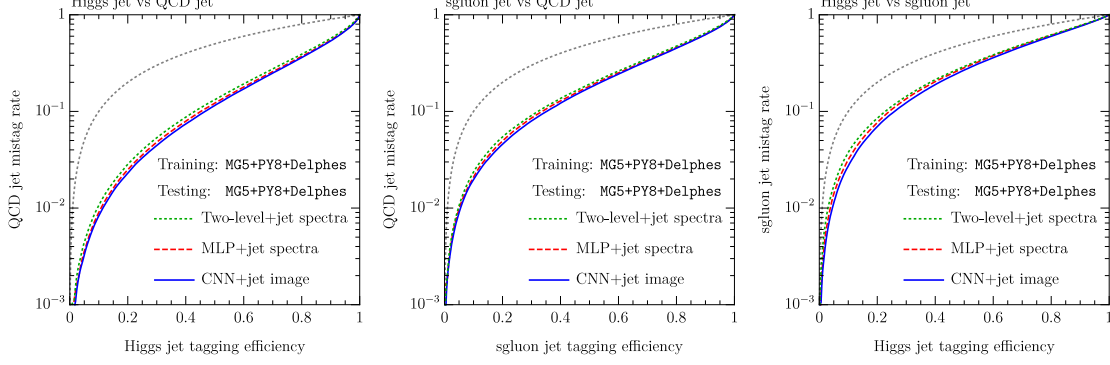 Higgs jet vs QCD jet
1
10−1
10−2
10−3
QCD jet mistag rate
Training: MG5+PY8+Delphes
Testing: MG5+PY8+Delphes
Two-level+jet spectra
MLP+jet spectra
CNN+jet image
0 0.2 0.4 0.6 0.8 1
Higgs jet tagging efficiency
sgluon jet vs QCD jet
1
10−1
10−2
10−3
QCD jet mistag rate
Training: MG5+PY8+Delphes
Testing: MG5+PY8+Delphes
Two-level+jet spectra
MLP+jet spectra
CNN+jet image
0 0.2 0.4 0.6 0.8 1
sgluon jet tagging efficiency
Higgs jet vs sgluon jet
1
10−1
10−2
10−3
sgluon jet mistag rate
Training: MG5+PY8+Delphes
Testing: MG5+PY8+Delphes
Two-level+jet spectra
MLP+jet spectra
CNN+jet image
0 0.2 0.4 0.6 0.8 1
Higgs jet tagging efficiency